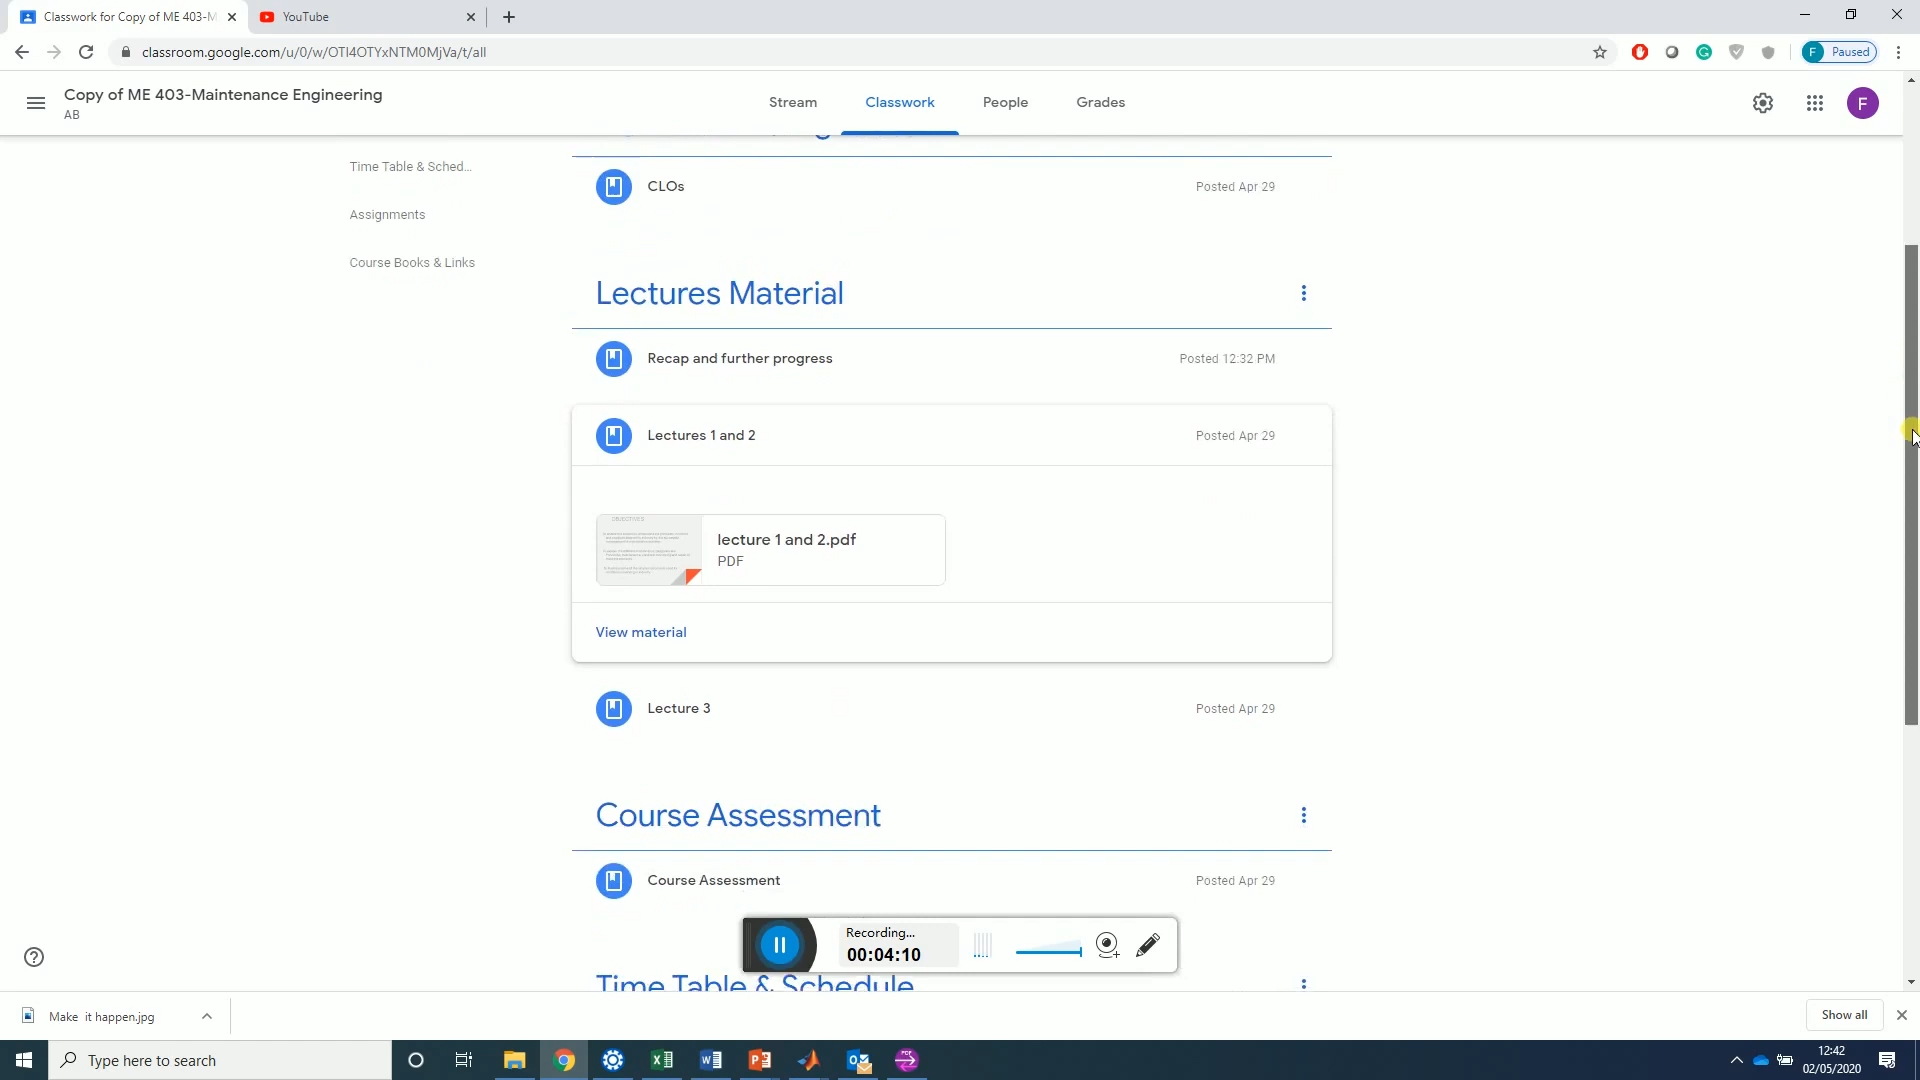 Classwork for Copy of ME 403-M
YouTube
classroom.google.com/u/0/w/OTI4OTYxNTM0MjVa/t/all
F Paused
Copy of ME 403-Maintenance Engineering
AB
Stream
Classwork
People
Grades
F
Time Table & Sched...
Assignments
Course Books & Links
CLOs
Posted Apr 29
Lectures Material
Recap and further progress
Posted 12:32 PM
Lectures 1 and 2
Posted Apr 29
OBJECTIVES
lecture 1 and 2.pdf
PDF
View material
Lecture 3
Posted Apr 29
Course Assessment
Course Assessment
Posted Apr 29
Recording...
00:04:10
Time Table & Schedule
Make it happen.jpg
Show all
Type here to search
12:42
02/05/2020